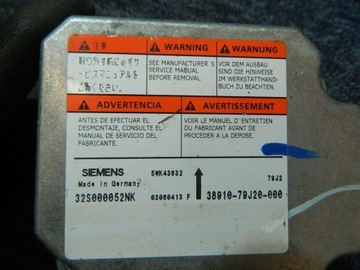 ⚠ 注意
取り外す前に必ずサ
ービスマニュアルを
ご覧ください。
⚠ WARNING
SEE MANUFACTURER'S
SERVICE MANUAL
BEFORE REMOVAL.
⚠ WARNUNG
VOR DEM AUSBAU
SIND DIE HINWEISE
IM WERKSTATTHAND-
BUCH ZU BEACHTEN.
⚠ ADVERTENCIA
ANTES DE EFECTUAR EL
DESMONTAJE, CONSULTE EL
MANUAL DE SERVICIO DEL
FABRICANTE.
⚠ AVERTISSEMENT
VOIR LE MANUEL D'ENTRETIEN
DU FABRICANT AVANT DE
PROCEDER A LA DEPOSE.
SIEMENS
Made in Germany
5WK43632
79J2
32S000052NK
03060413 F
38910-79J20-000